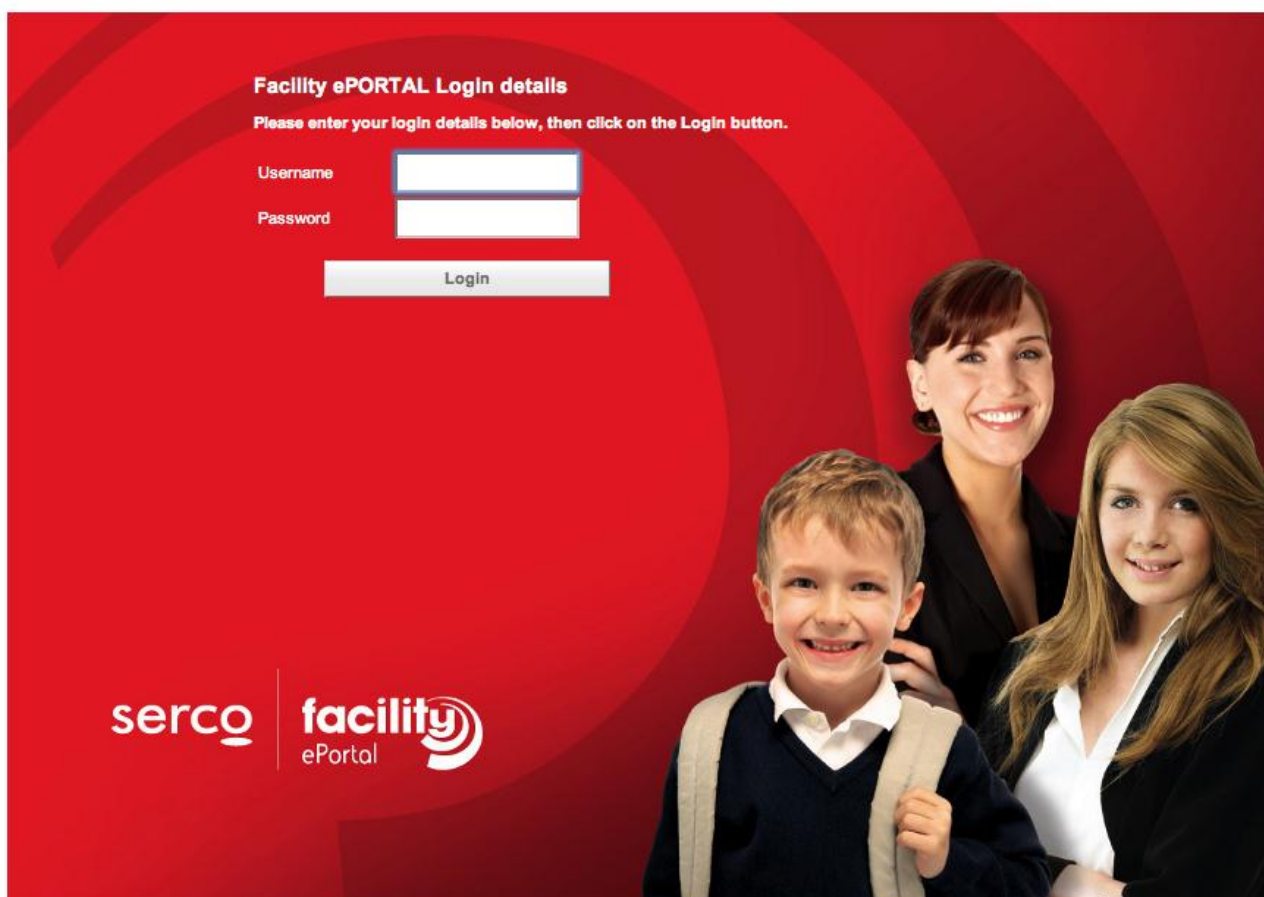 Facility ePORTAL Login details
Please enter your login details below, then click on the Login button.
Username
Password
Login
serco
facility
ePortal